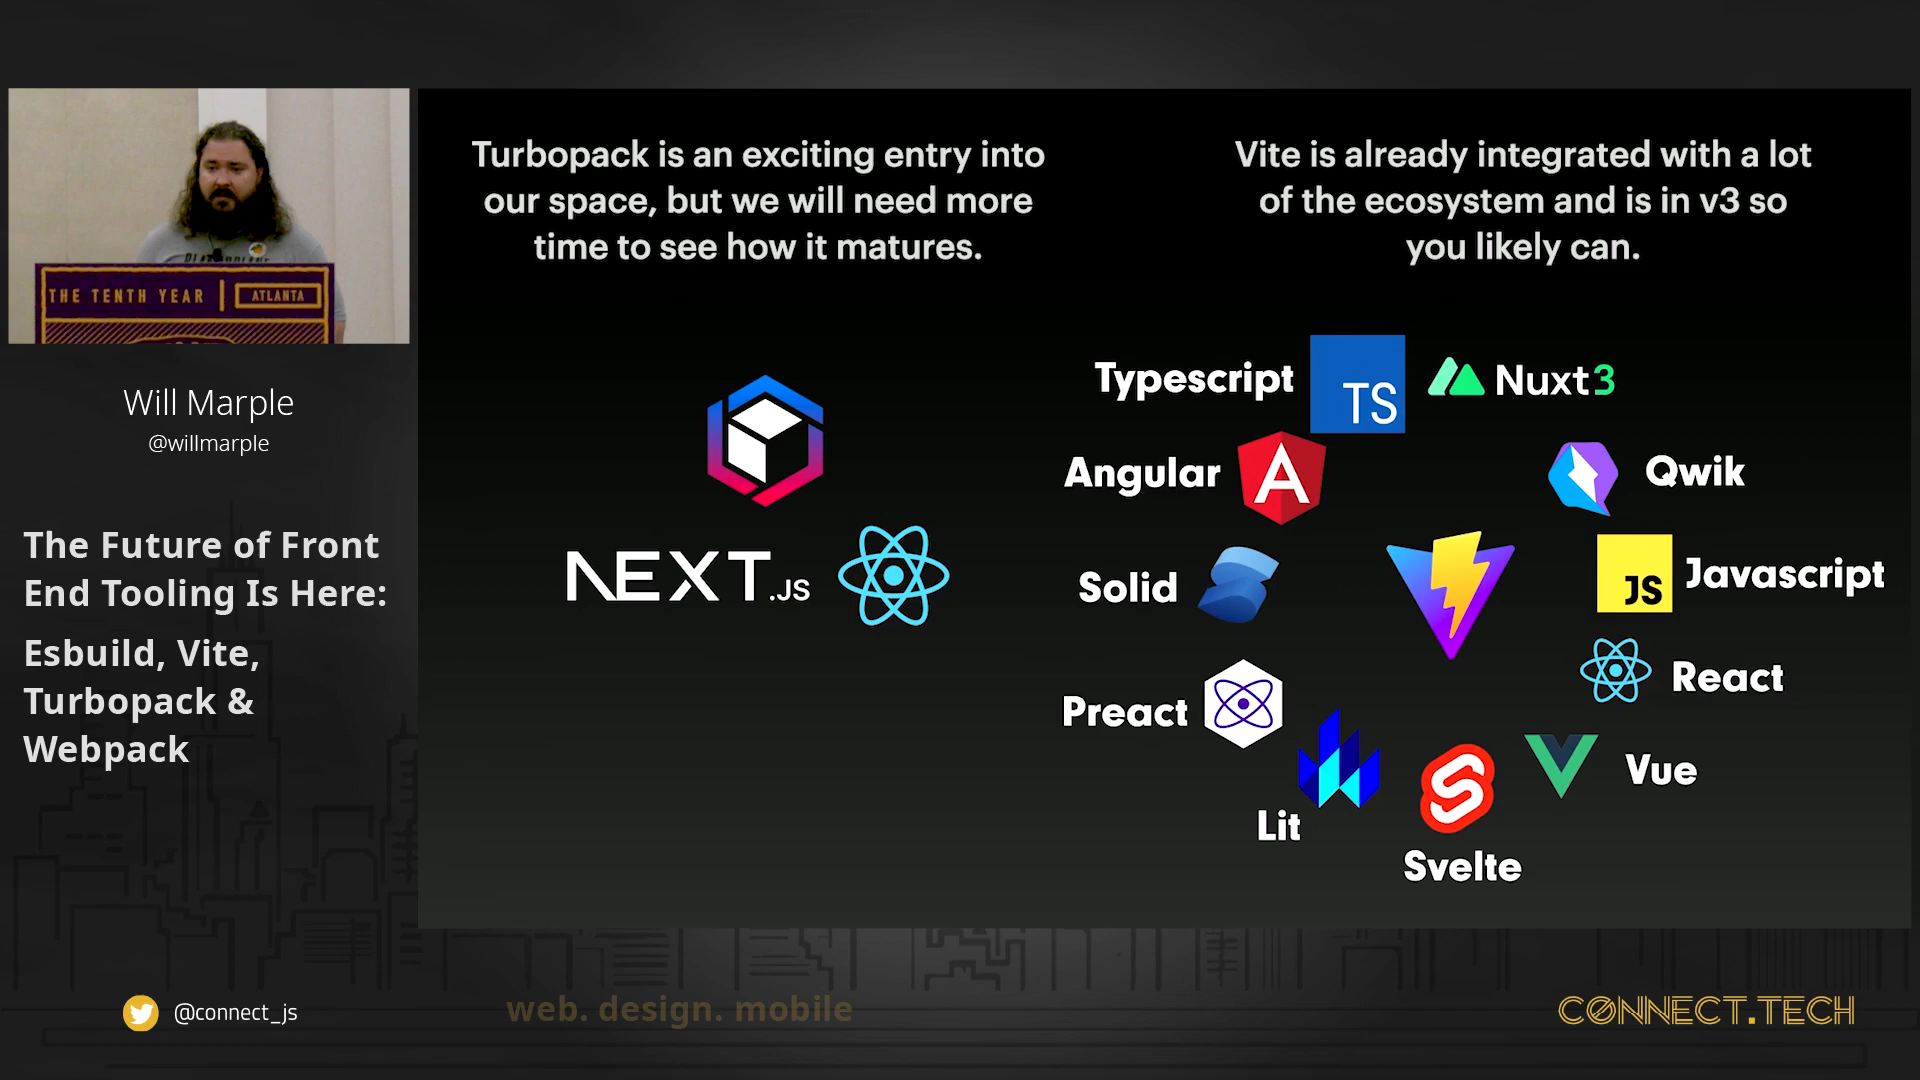 THE TENTH YEAR | ATLANTA
Will Marple
@willmarple
The Future of Front
End Tooling Is Here:
Esbuild, Vite,
Turbopack &
Webpack
Turbopack is an exciting entry into
our space, but we will need more
time to see how it matures.
NEXT.JS
Vite is already integrated with a lot
of the ecosystem and is in v3 so
you likely can.
Typescript
TS
Nuxt3
Angular
A
Qwik
Solid
JS
Javascript
Preact
React
Lit
Vue
Svelte
@connect_js
web. design. mobile
CONNECT.TECH